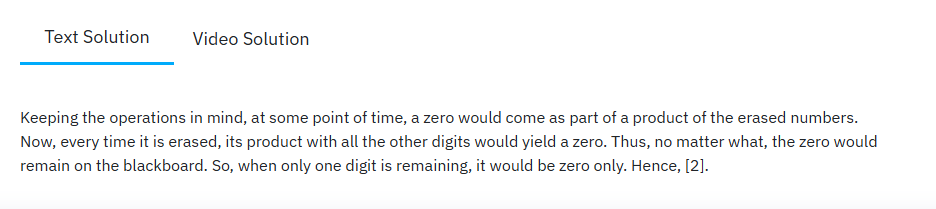 Text Solution Video Solution
Keeping the operations in mind, at some point of time, a zero would come as part of a product of the erased numbers.
Now, every time it is erased, its product with all the other digits would yield a zero. Thus, no matter what, the zero would
remain on the blackboard. So, when only one digit is remaining, it would be zero only. Hence, [2].